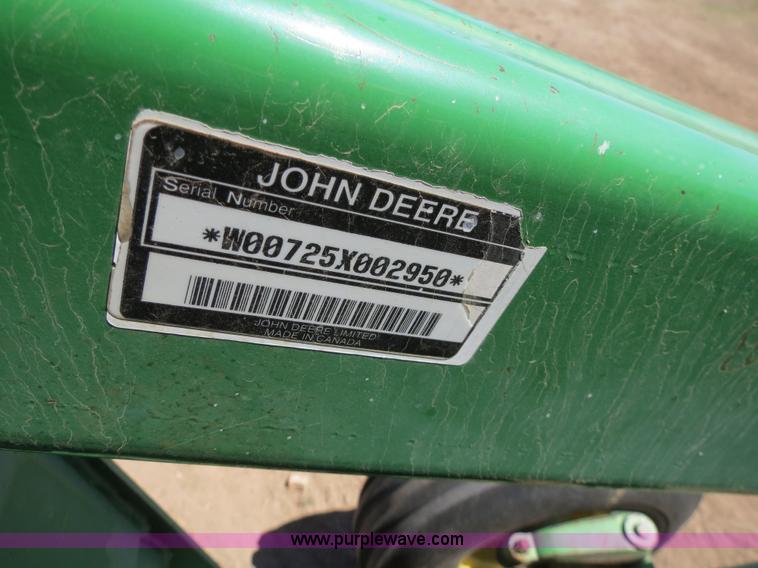 JOHN DEERE
Serial Number
*W00725X002950*
JOHN DEERE LIMITED
MADE IN CANADA
www.purplewave.com